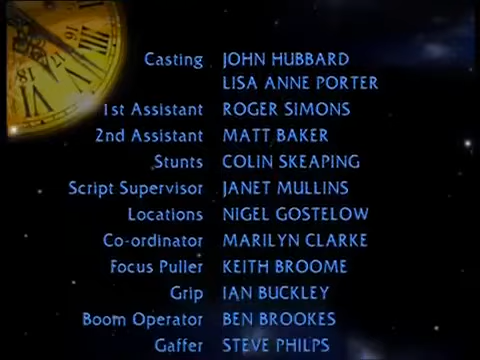 Casting JOHN HUBBARD
LISA ANNE PORTER
1st Assistant ROGER SIMONS
2nd Assistant MATT BAKER
Stunts COLIN SKEAPING
Script Supervisor JANET MULLINS
Locations NIGEL GOSTELOW
Co-ordinator MARILYN CLARKE
Focus Puller KEITH BROOME
Grip IAN BUCKLEY
Boom Operator BEN BROOKES
Gaffer STEVE PHILPS